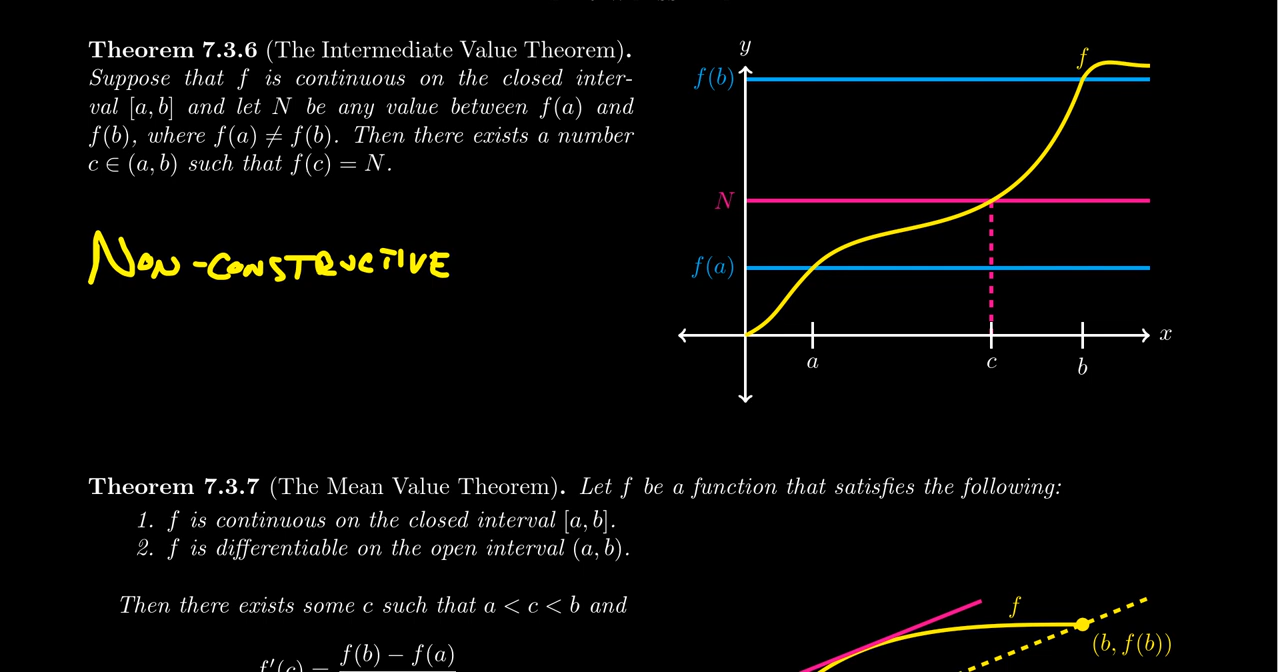 Theorem 7.3.6 (The Intermediate Value Theorem).
Suppose that f is continuous on the closed inter-
val [a, b] and let N be any value between f(a) and
f(b), where f(a) ≠ f(b). Then there exists a number
c ∈ (a, b) such that f(c) = N.
NON-CONSTRUCTIVE
y
f
f(b)
N
f(a)
x
a
c
b
Theorem 7.3.7 (The Mean Value Theorem). Let f be a function that satisfies the following:
1. f is continuous on the closed interval [a, b].
2. f is differentiable on the open interval (a, b).
Then there exists some c such that a < c < b and
f′(c) = f(b) − f(a)
f
(b, f(b))